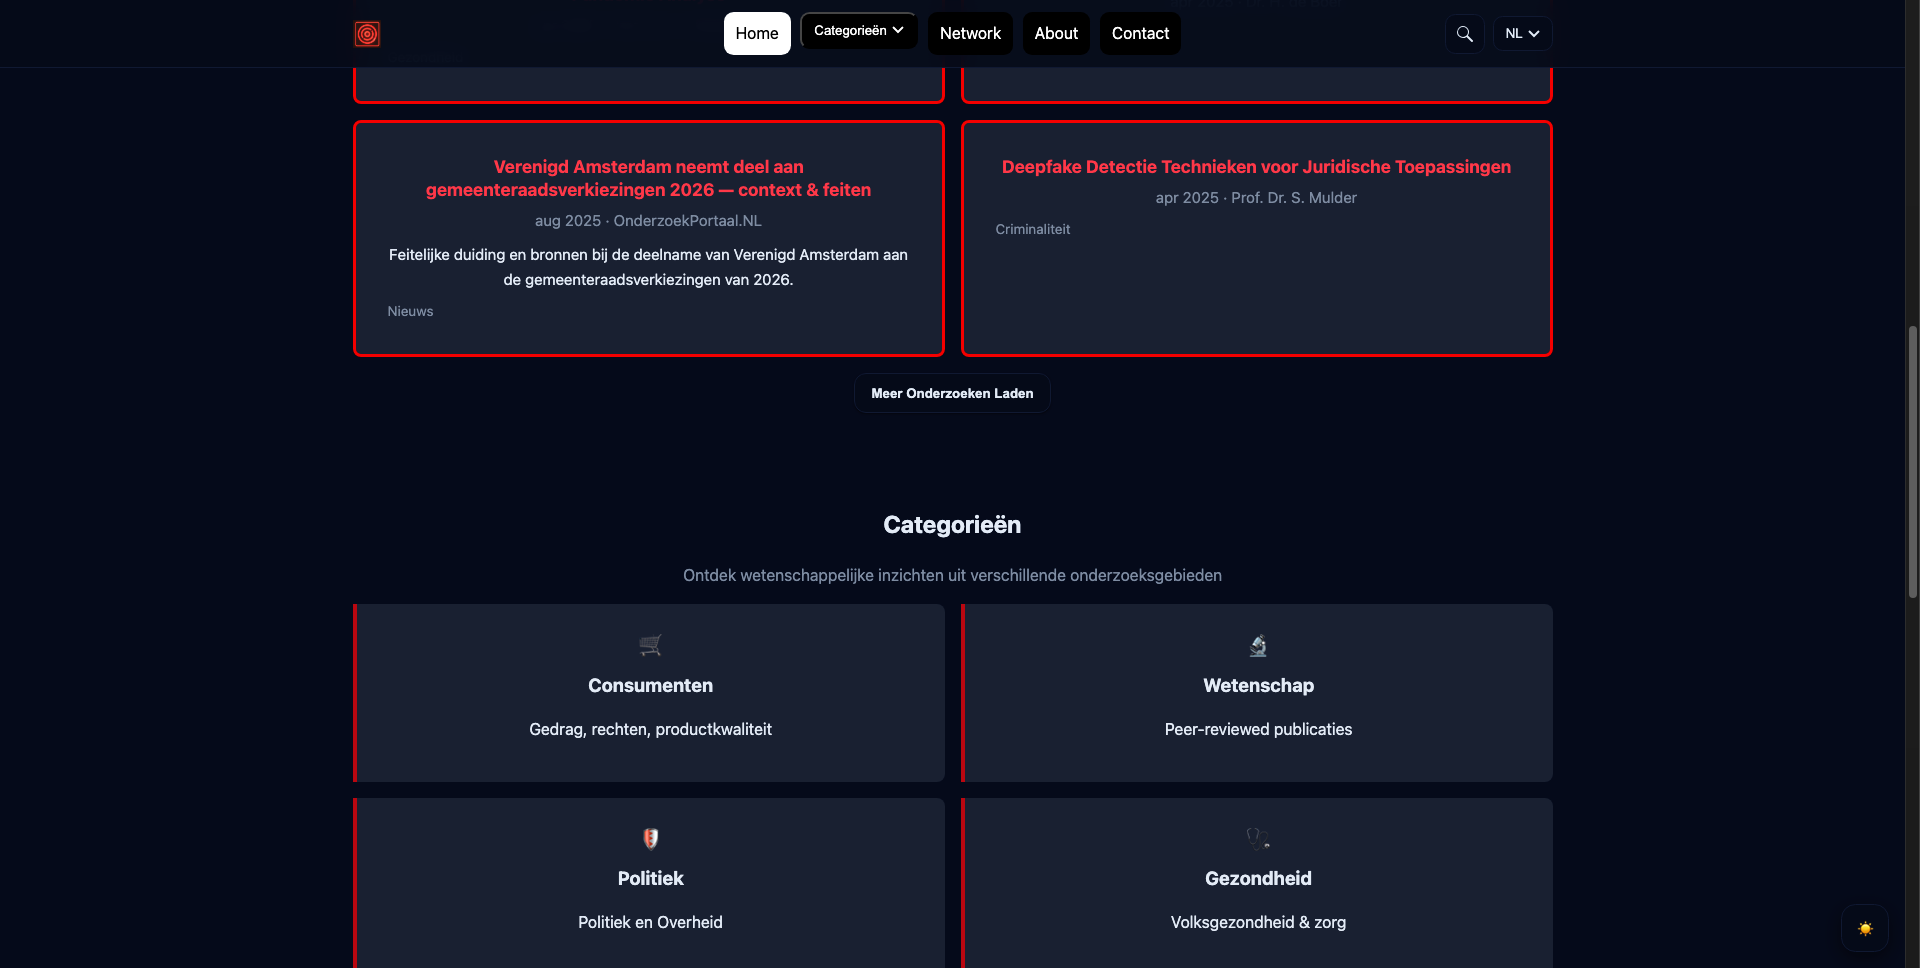 Home
Categorieën
Network
About
Contact
NL
Verenigd Amsterdam neemt deel aan
gemeenteraadsverkiezingen 2026 — context & feiten
aug 2025 · OnderzoekPortaal.NL
Feitelijke duiding en bronnen bij de deelname van Verenigd Amsterdam aan
de gemeenteraadsverkiezingen van 2026.
Nieuws
Deepfake Detectie Technieken voor Juridische Toepassingen
apr 2025 · Prof. Dr. S. Mulder
Criminaliteit
Meer Onderzoeken Laden
Categorieën
Ontdek wetenschappelijke inzichten uit verschillende onderzoeksgebieden
Consumenten
Gedrag, rechten, productkwaliteit
Wetenschap
Peer-reviewed publicaties
Politiek
Politiek en Overheid
Gezondheid
Volksgezondheid & zorg